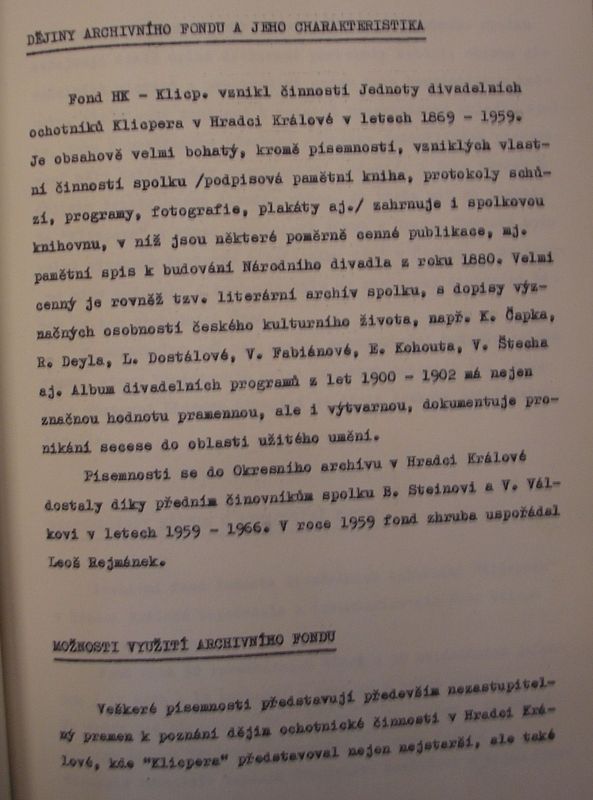 DĚJINY ARCHIVNÍHO FONDU A JEHO CHARAKTERISTIKA
Fond HK - Klicp. vznikl činností Jednoty divadelních
ochotníků Klicpera v Hradci Králové v letech 1869 - 1959.
Je obsahově velmi bohatý, kromě písemností, vzniklých vlast-
ní činností spolku /podpisová pamětní kniha, protokoly schů-
zí, programy, fotografie, plakáty aj./ zahrnuje i spolkovou
knihovnu, v níž jsou některé poměrně cenné publikace, mj.
pamětní spis k budování Národního divadla z roku 1880. Velmi
cenný je rovněž tzv. literární archiv spolku, s dopisy výz-
načných osobností českého kulturního života, např. K. Čapka,
R. Deyla, L. Dostálové, V. Fabiánové, E. Kohouta, V. Štecha
aj. Album divadelních programů z let 1900 - 1902 má nejen
značnou hodnotu pramennou, ale i výtvarnou, dokumentuje pro-
nikání secese do oblasti užitého umění.
Písemnosti se do Okresního archivu v Hradci Králové
dostaly díky předním činovníkům spolku B. Steinovi a V. Vál-
kovi v letech 1959 - 1966. V roce 1959 fond zhruba uspořádal
Leoš Rejmánek.
MOŽNOSTI VYUŽITÍ ARCHIVNÍHO FONDU
Veškeré písemnosti představují především nezastupitel-
ný pramen k poznání dějin ochotnické činnosti v Hradci Krá-
lové, kde "Klicpera" představoval nejen nejstarší, ale také